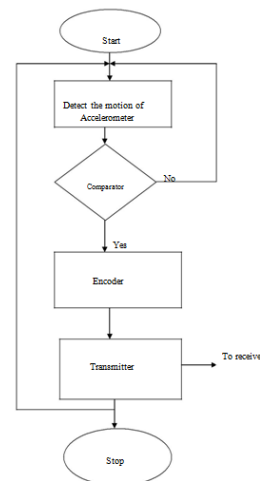 Start
Detect the motion of
Accelerometer
Comparator
No
Yes
Encoder
Transmitter
To receive
Stop